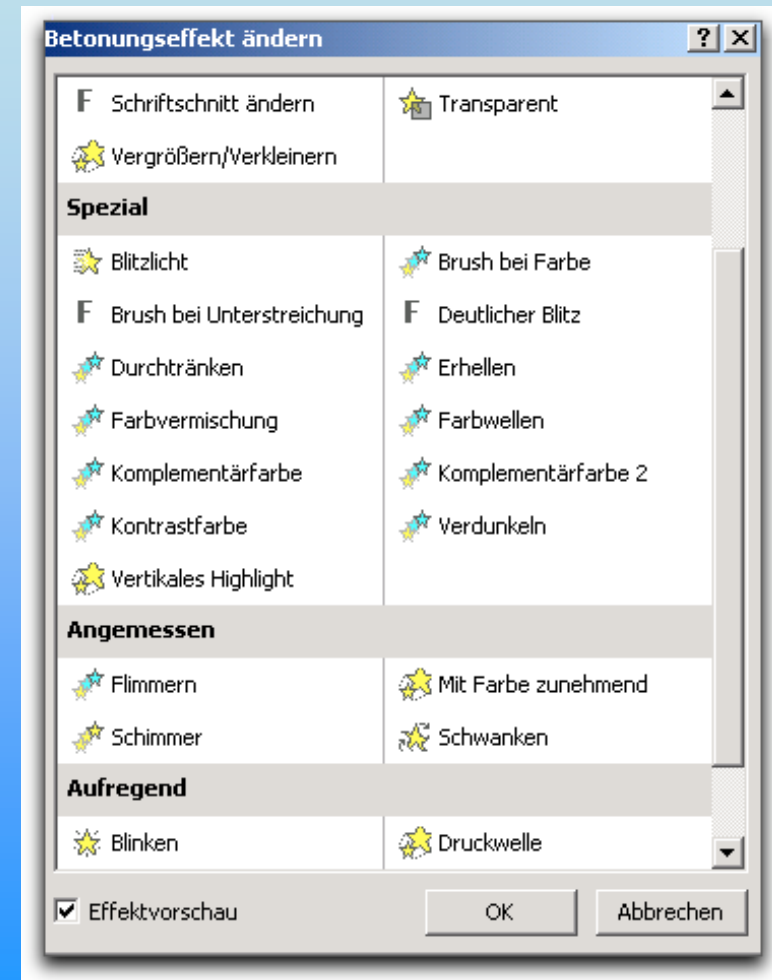 Betonungseffekt ändern
F Schriftschnitt ändern Transparent
Vergrößern/Verkleinern
Spezial
Blitzlicht Brush bei Farbe
F Brush bei Unterstreichung F Deutlicher Blitz
Durchtränken Erhellen
Farbvermischung Farbwellen
Komplementärfarbe Komplementärfarbe 2
Kontrastfarbe Verdunkeln
Vertikales Highlight
Angemessen
Flimmern Mit Farbe zunehmend
Schimmer Schwanken
Aufregend
Blinken Druckwelle
Effektvorschau OK Abbrechen